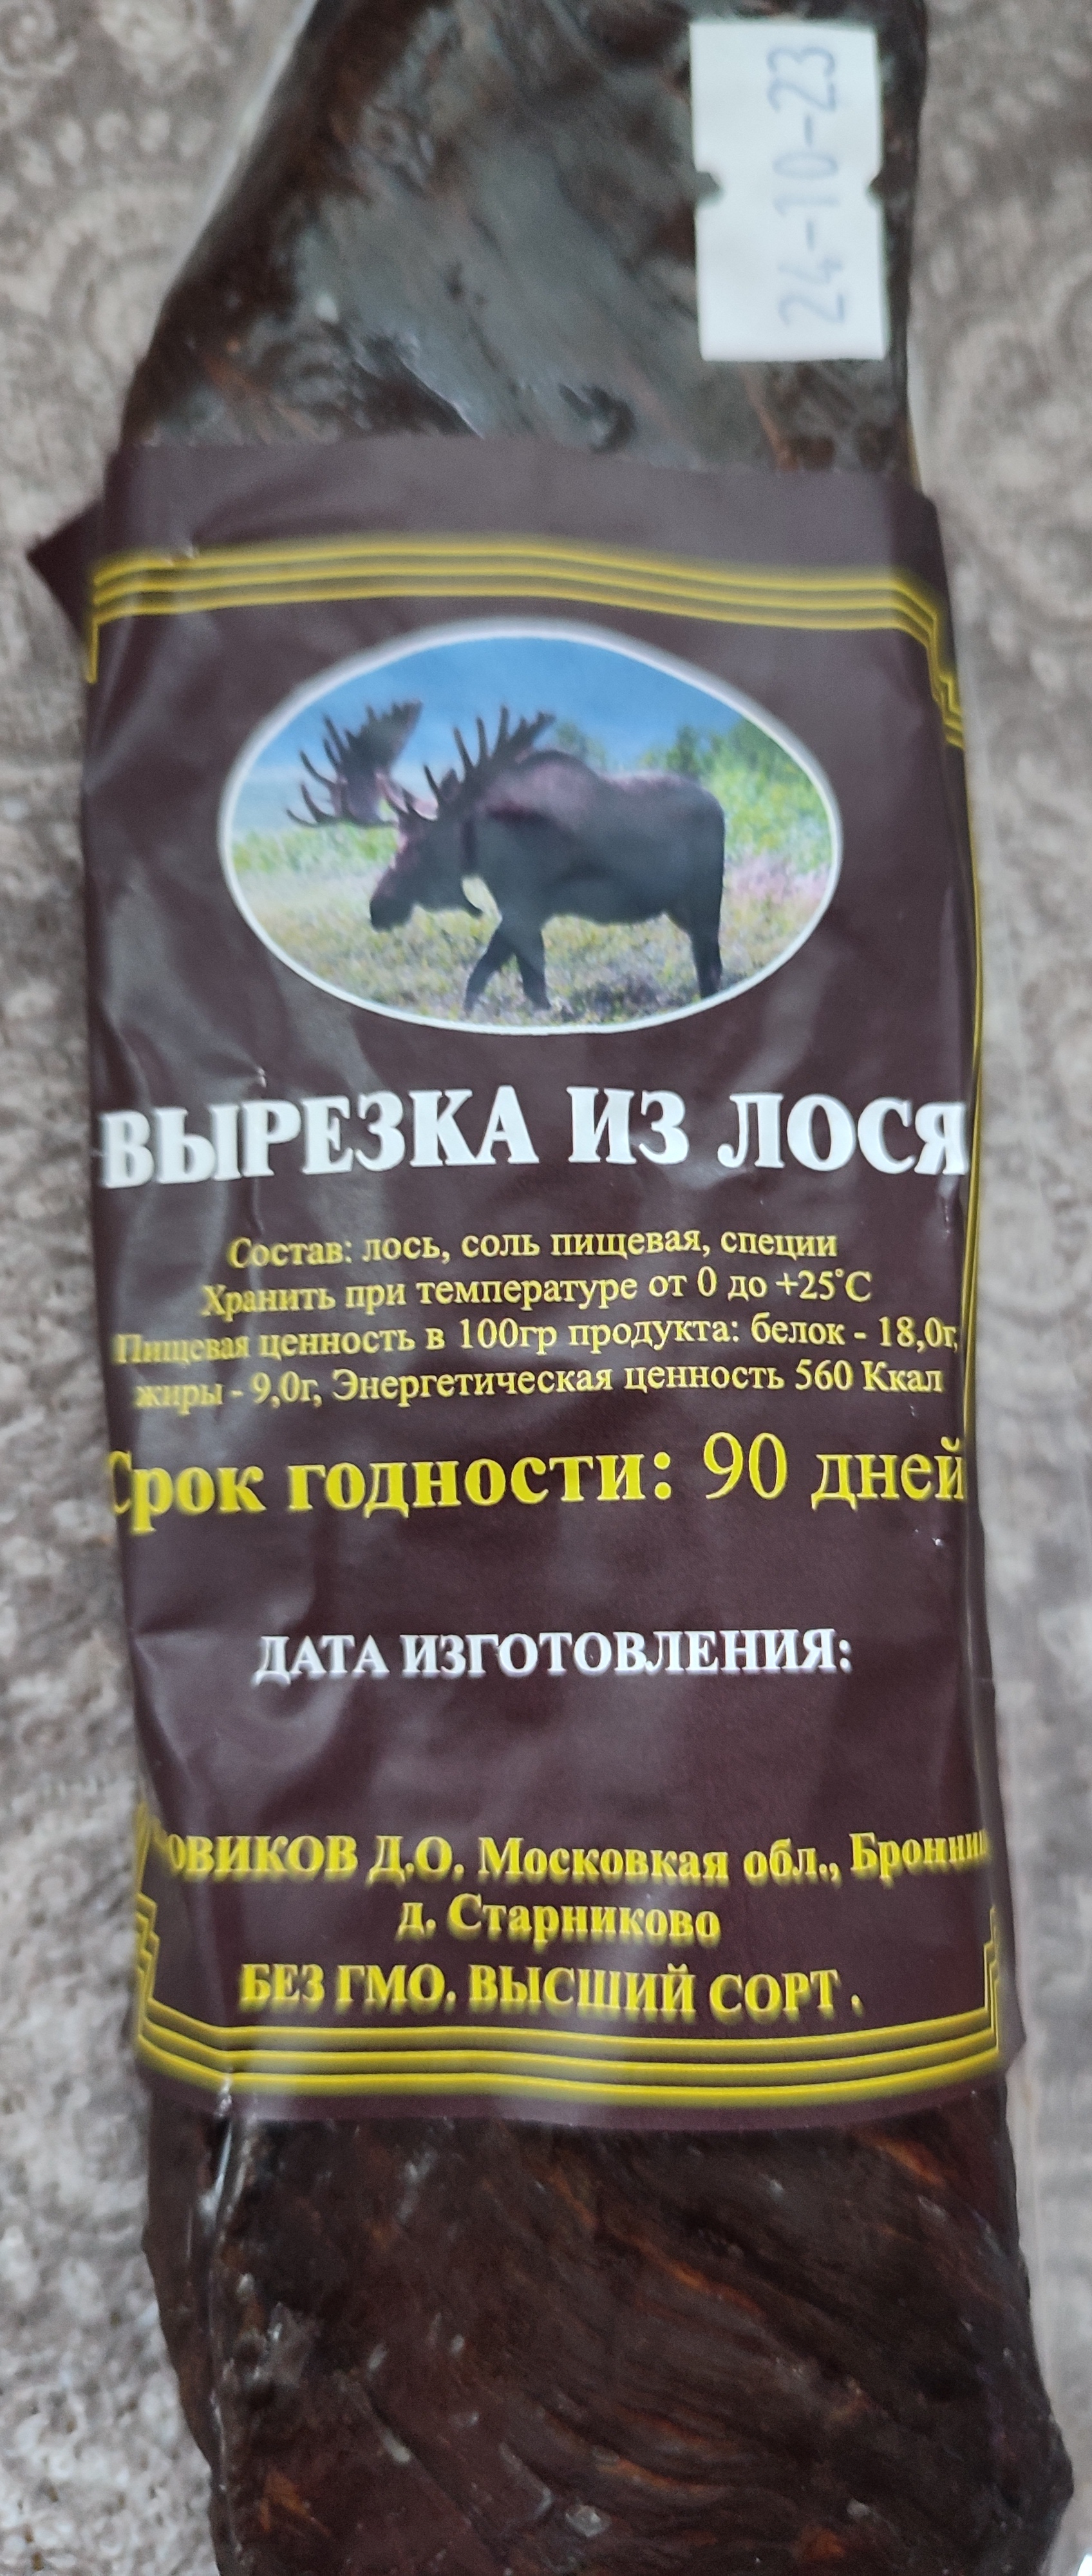 24-10-23
ВЫРЕЗКА ИЗ ЛОСЯ
Состав: лось, соль пищевая, специи
Хранить при температуре от 0 до +25°С
Пищевая ценность в 100гр продукта: белок - 18,0г,
жиры - 9,0г, Энергетическая ценность 560 Ккал
Срок годности: 90 дней
ДАТА ИЗГОТОВЛЕНИЯ:
Д.О. Московкая обл.,
д. Старниково
БЕЗ ГМО. ВЫСШИЙ СОРТ .